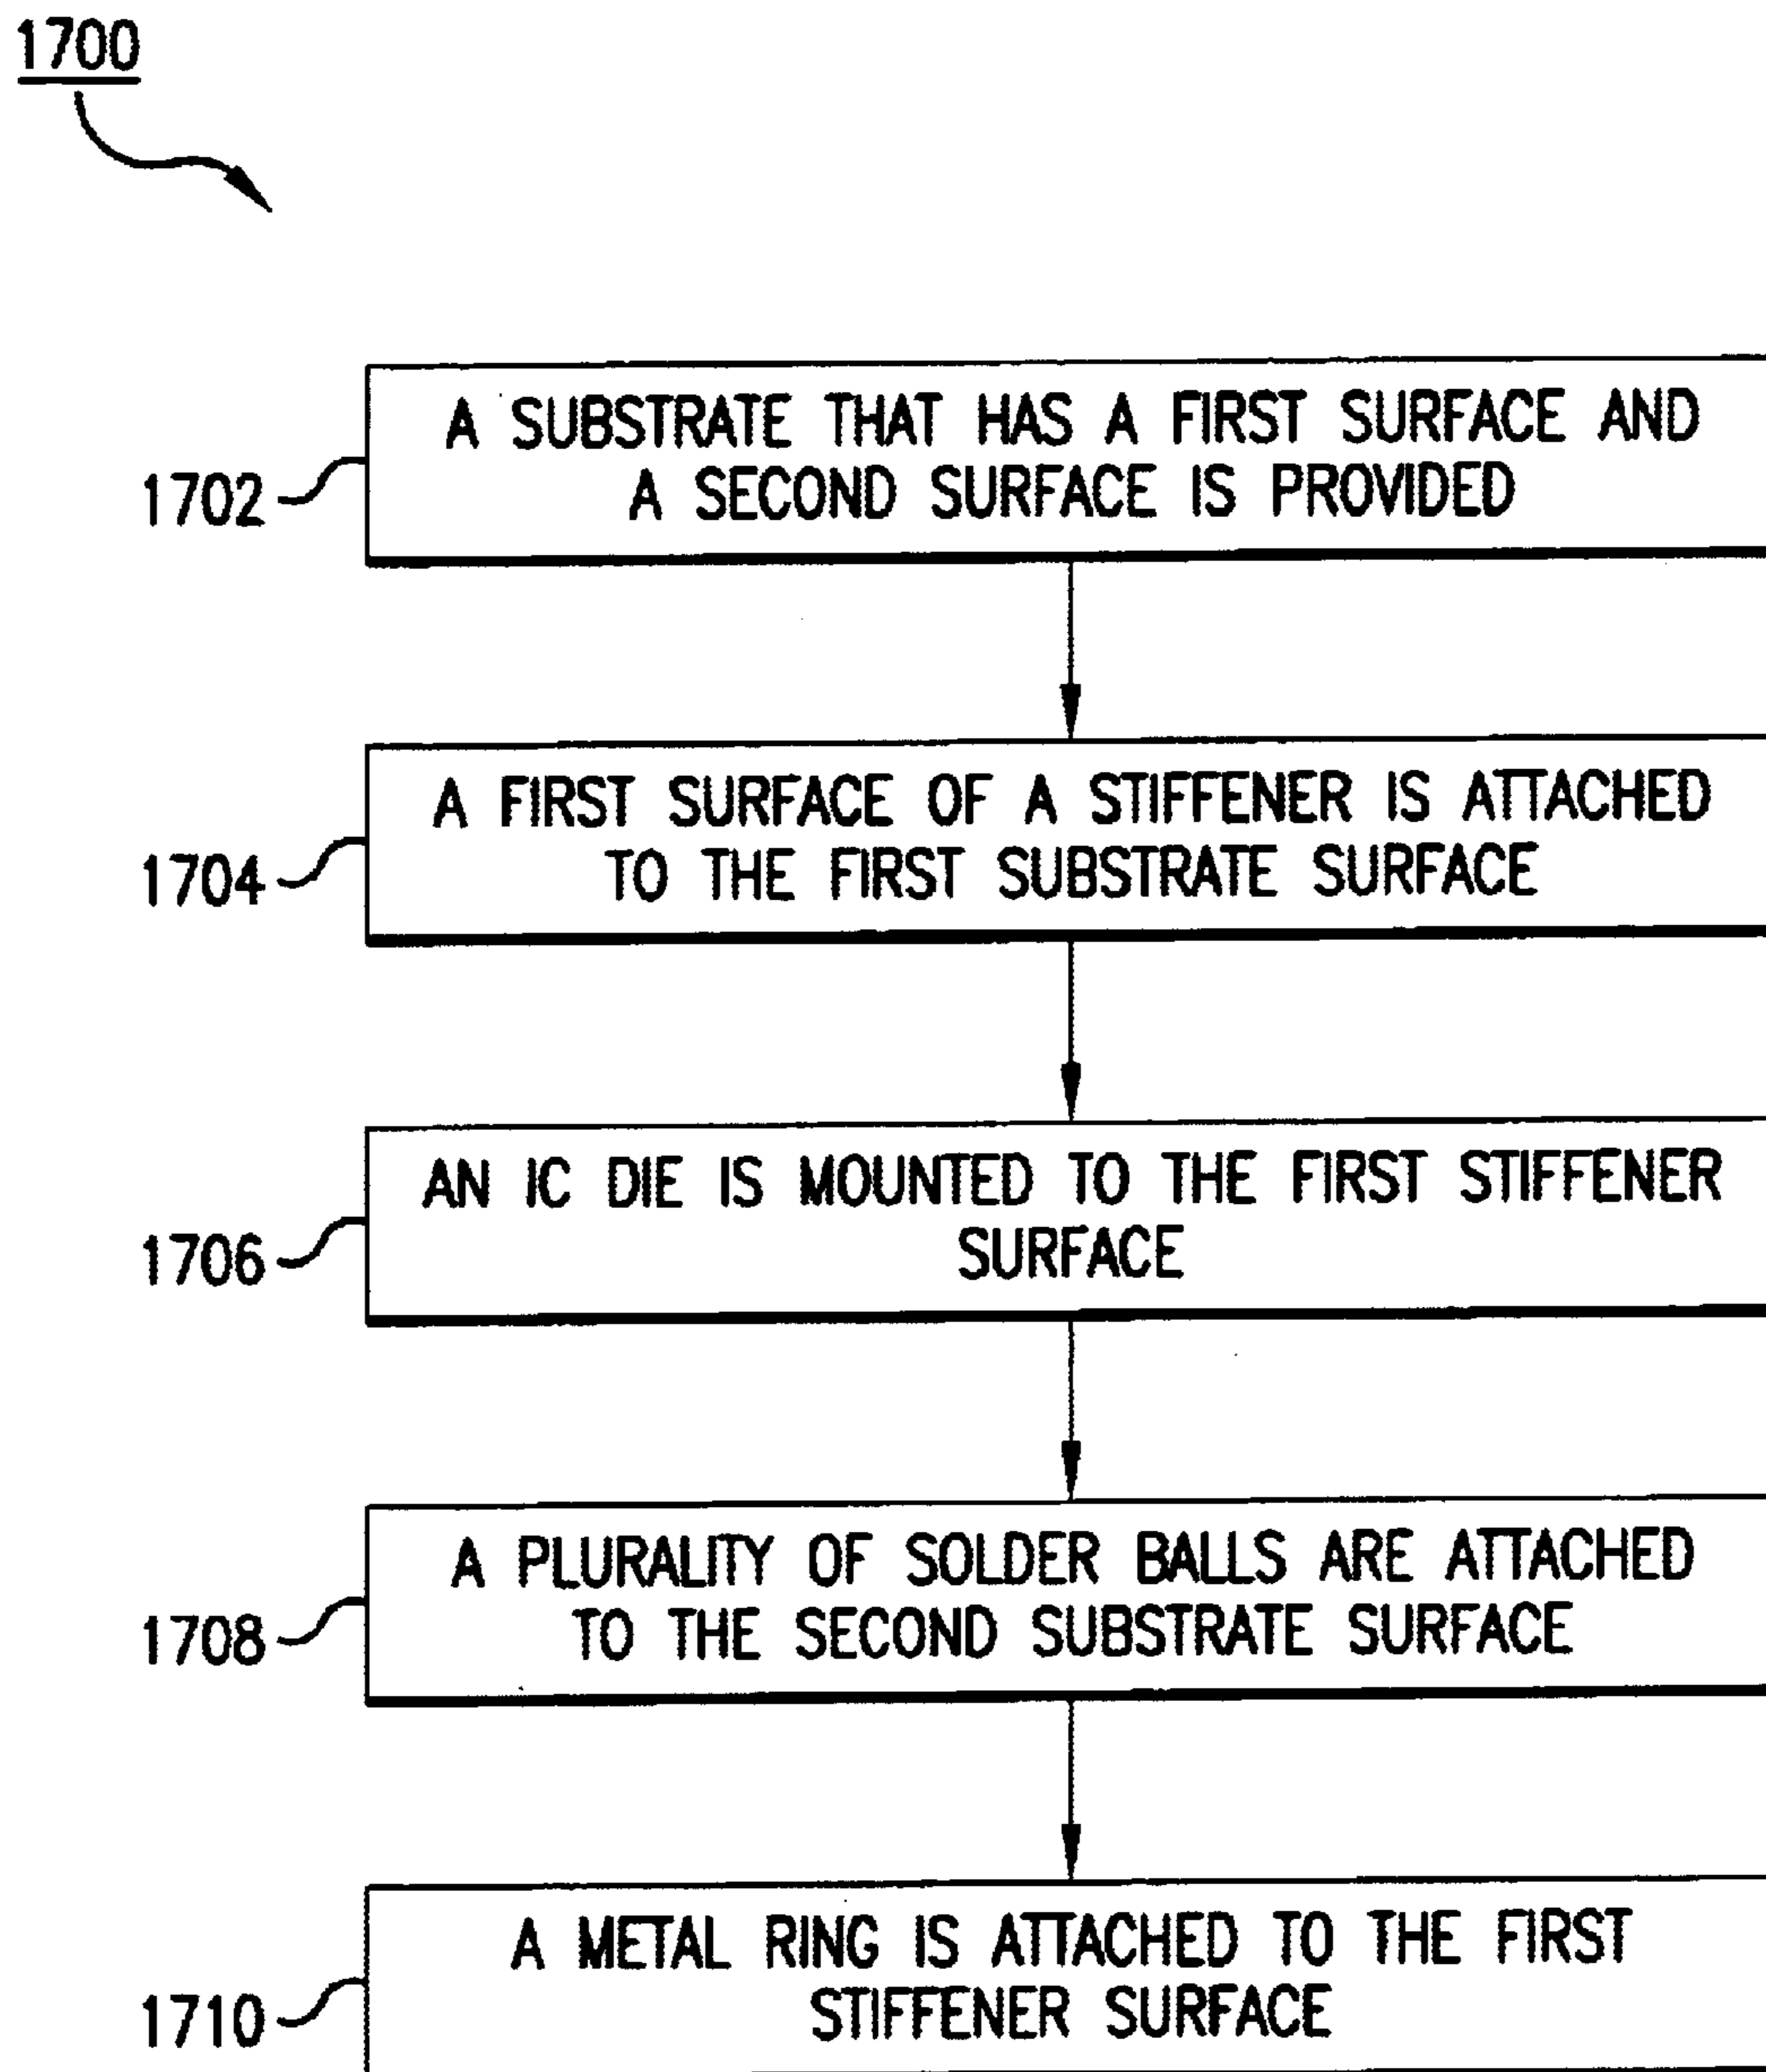 1700
A SUBSTRATE THAT HAS A FIRST SURFACE AND
A SECOND SURFACE IS PROVIDED
1702
A FIRST SURFACE OF A STIFFENER IS ATTACHED
TO THE FIRST SUBSTRATE SURFACE
1704
AN IC DIE IS MOUNTED TO THE FIRST STIFFENER
SURFACE
1706
A PLURALITY OF SOLDER BALLS ARE ATTACHED
TO THE SECOND SUBSTRATE SURFACE
1708
A METAL RING IS ATTACHED TO THE FIRST
STIFFENER SURFACE
1710